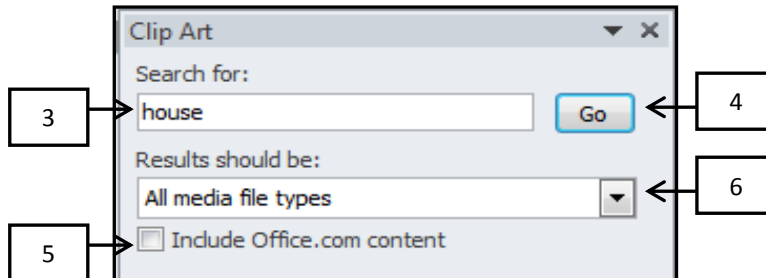 Clip Art
Search for:
3
house
Go
4
Results should be:
All media file types
6
5
Include Office.com content